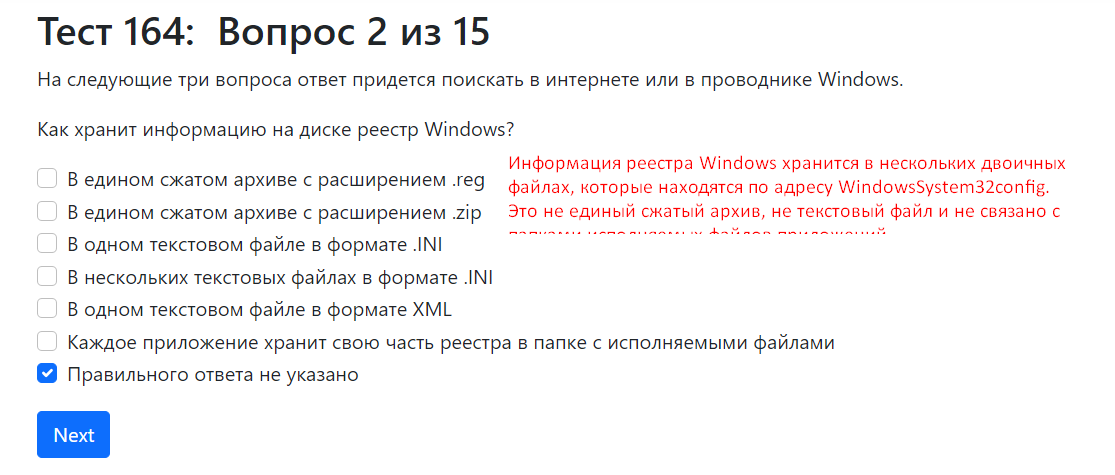 Тест 164: Вопрос 2 из 15
На следующие три вопроса ответ придется поискать в интернете или в проводнике Windows.
Как хранит информацию на диске реестр Windows?
Информация реестра Windows хранится в нескольких двоичных
файлах, которые находятся по адресу WindowsSystem32config.
Это не единый сжатый архив, не текстовый файл и не связано с
папками исполняемых файлов приложений
В едином сжатом архиве с расширением .reg
В едином сжатом архиве с расширением .zip
В одном текстовом файле в формате .INI
В нескольких текстовых файлах в формате .INI
В одном текстовом файле в формате XML
Каждое приложение хранит свою часть реестра в папке с исполняемыми файлами
Правильного ответа не указано
Next